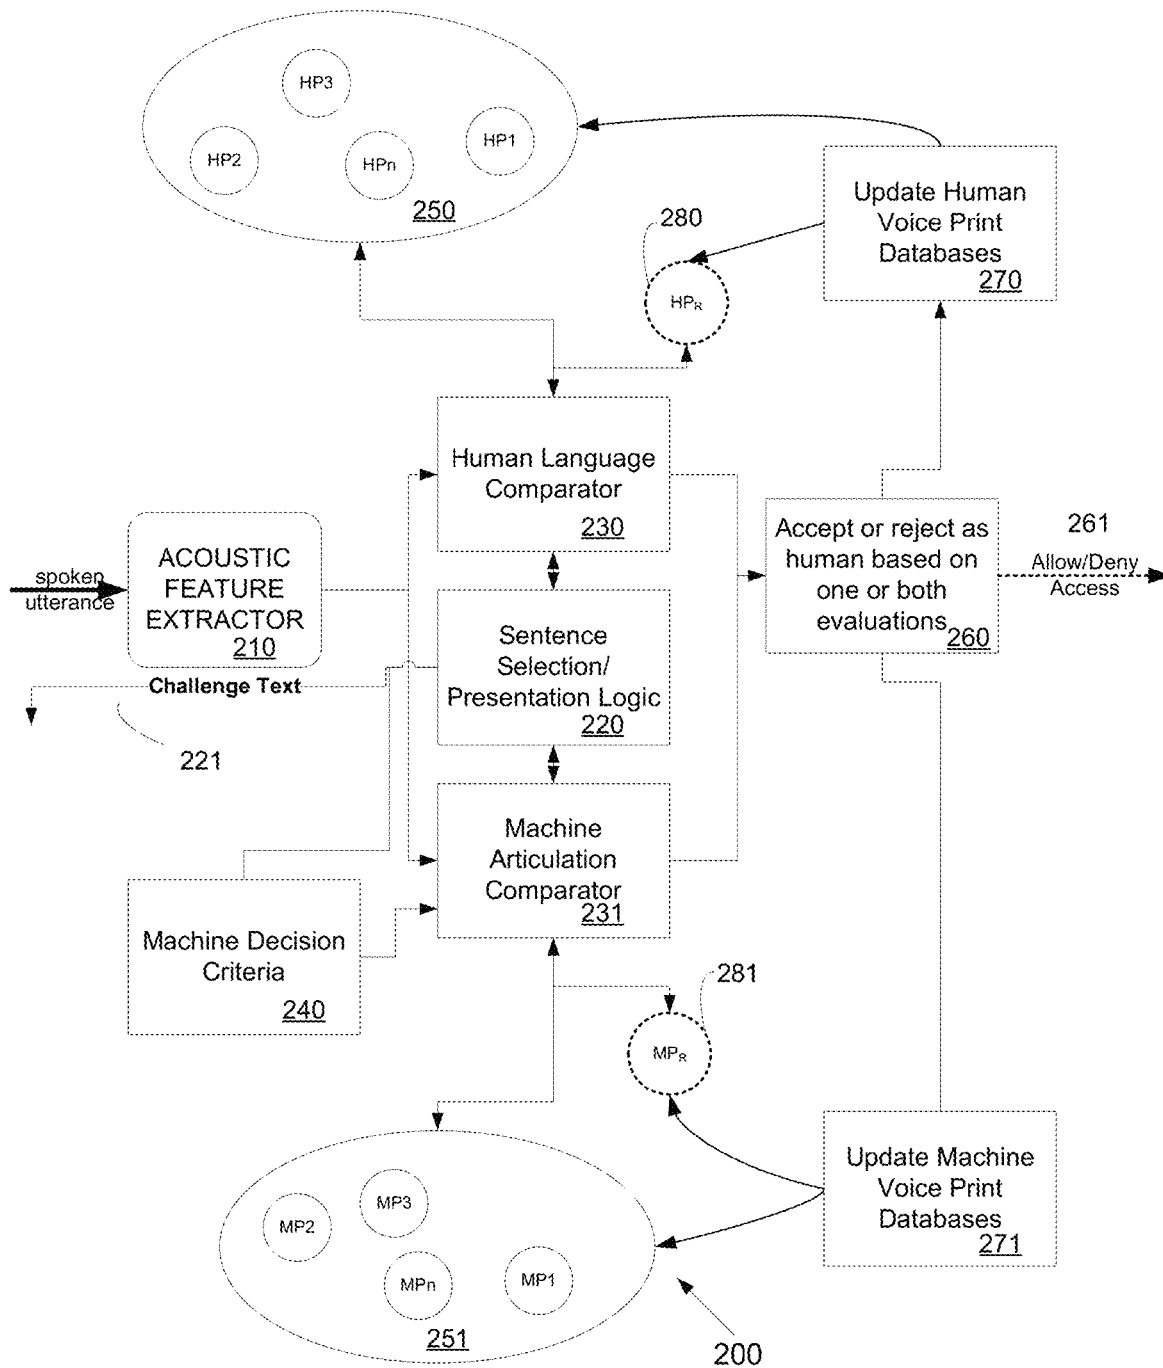 HP3
HP2
HPn
HP1
250
Update Human
Voice Print
Databases
270
280
HPR
Human Language
Comparator
230
spoken
utterance
ACOUSTIC
FEATURE
EXTRACTOR
210
Accept or reject as
human based on
one or both
evaluations
260
261
Allow/Deny
Access
Challenge Text
221
Sentence
Selection/
Presentation Logic
220
Machine
Articulation
Comparator
231
Machine Decision
Criteria
240
281
MPR
MP3
MP2
MPn
MP1
251
Update Machine
Voice Print
Databases
271
200